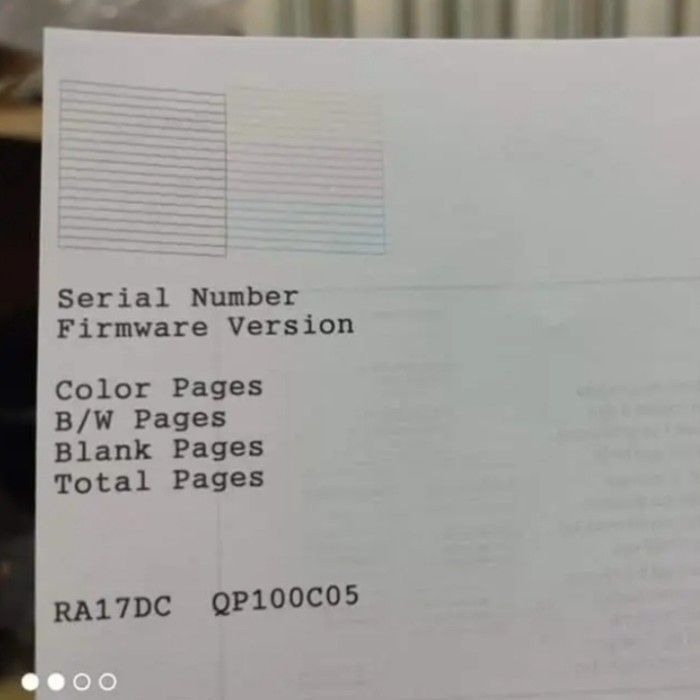 Serial Number
Firmware Version
Color Pages
B/W Pages
Blank Pages
Total Pages
RA17DC QP100C05